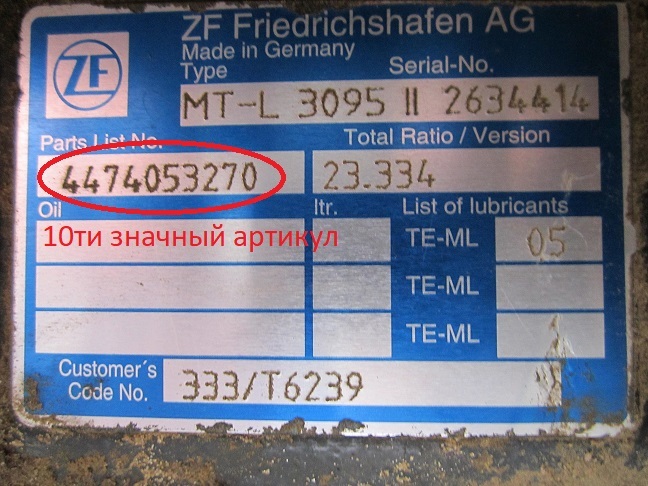 ZF
ZF Friedrichshafen AG
Made in Germany
Type Serial-No.
MT-L 3095 II 2634414
Parts List No. Total Ratio / Version
4474053270 23.334
Oil ltr. List of lubricants
10ти значный артикул TE-ML 05
TE-ML
TE-ML
Customer´s
Code No. 333/T6239